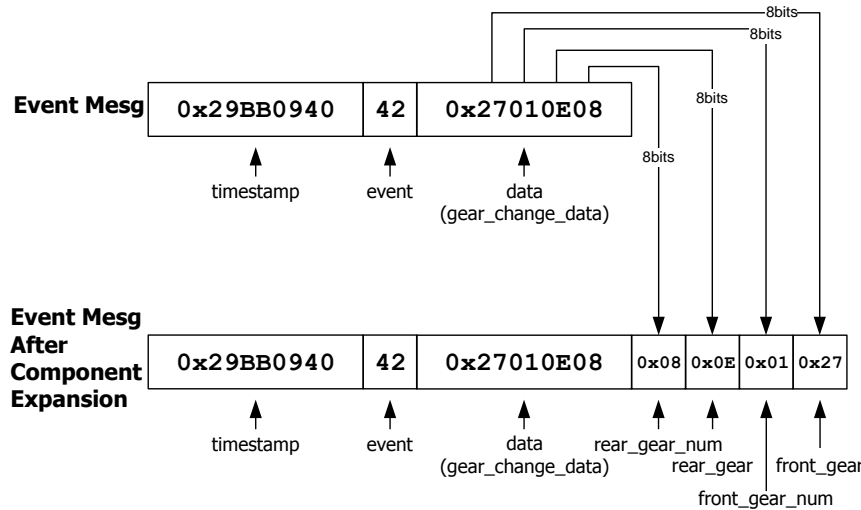 8bits
8bits
8bits
8bits
Event Mesg
0x29BB0940 42 0x27010E08
timestamp event data
(gear_change_data)
Event Mesg
After
Component
Expansion
0x29BB0940 42 0x27010E08 0x08 0x0E 0x01 0x27
timestamp event data rear_gear_num
(gear_change_data) rear_gear front_gear
front_gear_num